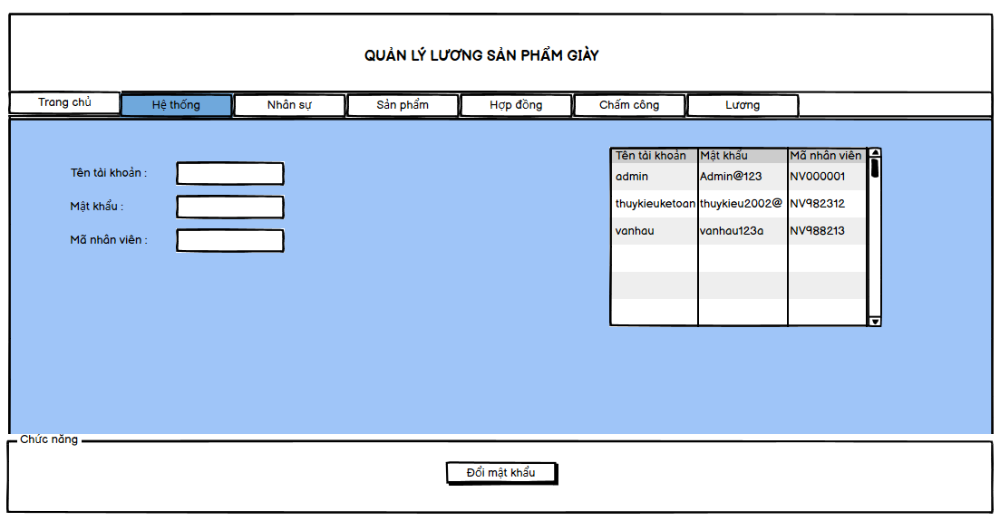 QUẢN LÝ LƯƠNG SẢN PHẨM GIÀY
Trang chủ Hệ thống Nhân sự Sản phẩm Hợp đồng Chấm công Lương
Tên tài khoản :
Mật khẩu :
Mã nhân viên :
Tên tài khoản Mật khẩu Mã nhân viên
admin Admin@123 NV000001
thuykieuketoan thuykieu2002@ NV982312
vanhau vanhau123a NV988213
Chức năng
Đổi mật khẩu